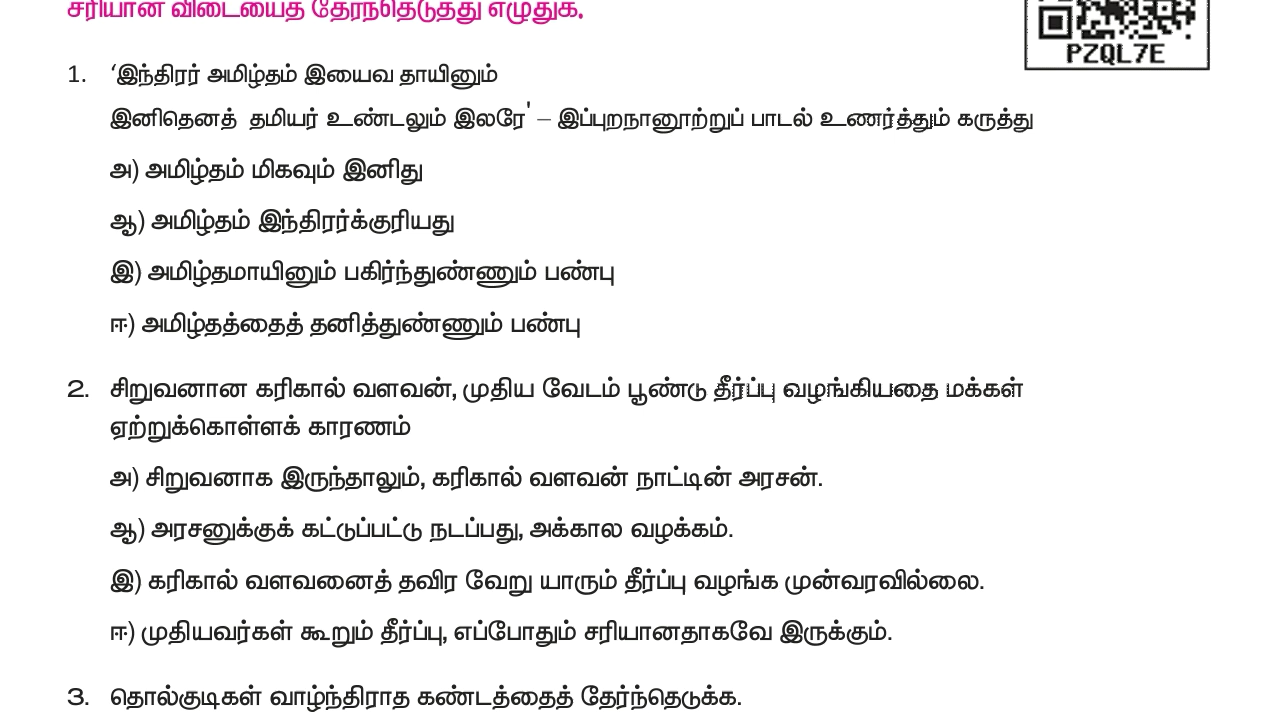 சரியான விடையைத் தேர்ந்தெடுத்து எழுதுக.
PZQL7E
1. ‘இந்திரர் அமிழ்தம் இயைவ தாயினும்
இனிதெனத் தமியர் உண்டலும் இலரே' – இப்புறநானூற்றுப் பாடல் உணர்த்தும் கருத்து
அ) அமிழ்தம் மிகவும் இனிது
ஆ) அமிழ்தம் இந்திரர்க்குரியது
இ) அமிழ்தமாயினும் பகிர்ந்துண்ணும் பண்பு
ஈ) அமிழ்தத்தைத் தனித்துண்ணும் பண்பு
2. சிறுவனான கரிகால் வளவன், முதிய வேடம் பூண்டு தீர்ப்பு வழங்கியதை மக்கள்
ஏற்றுக்கொள்ளக் காரணம்
அ) சிறுவனாக இருந்தாலும், கரிகால் வளவன் நாட்டின் அரசன்.
ஆ) அரசனுக்குக் கட்டுப்பட்டு நடப்பது, அக்கால வழக்கம்.
இ) கரிகால் வளவனைத் தவிர வேறு யாரும் தீர்ப்பு வழங்க முன்வரவில்லை.
ஈ) முதியவர்கள் கூறும் தீர்ப்பு, எப்போதும் சரியானதாகவே இருக்கும்.
3. தொல்குடிகள் வாழ்ந்திராத கண்டத்தைத் தேர்ந்தெடுக்க.